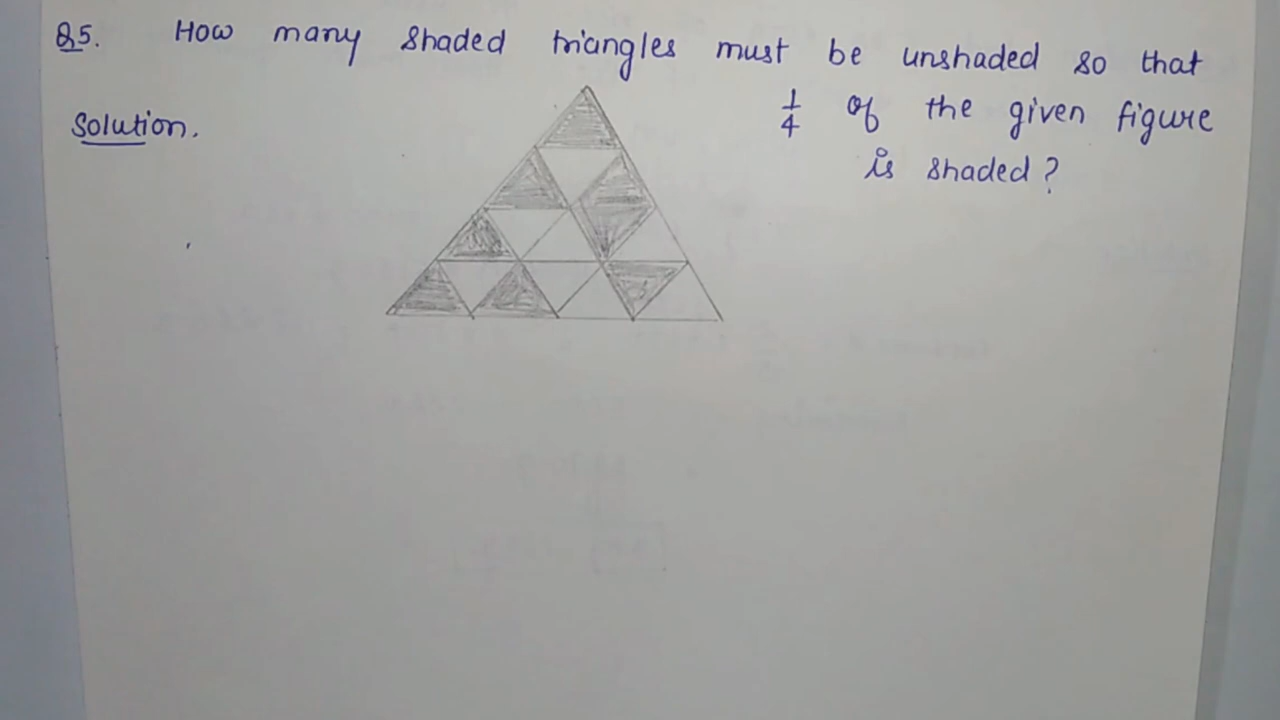 Q5. How many shaded triangles must be unshaded so that
1/4 of the given figure
is shaded?
Solution.